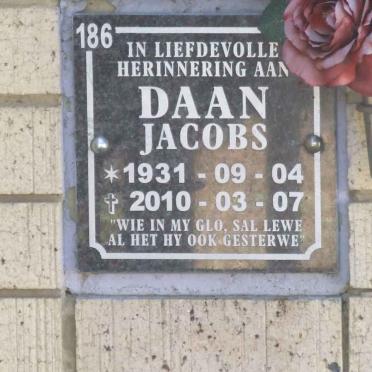 186
IN LIEFDEVOLLE
HERINNERING AAN
DAAN
JACOBS
* 1931 - 09 - 04
✝ 2010 - 03 - 07
"WIE IN MY GLO, SAL LEWE
AL HET HY OOK GESTERWE"